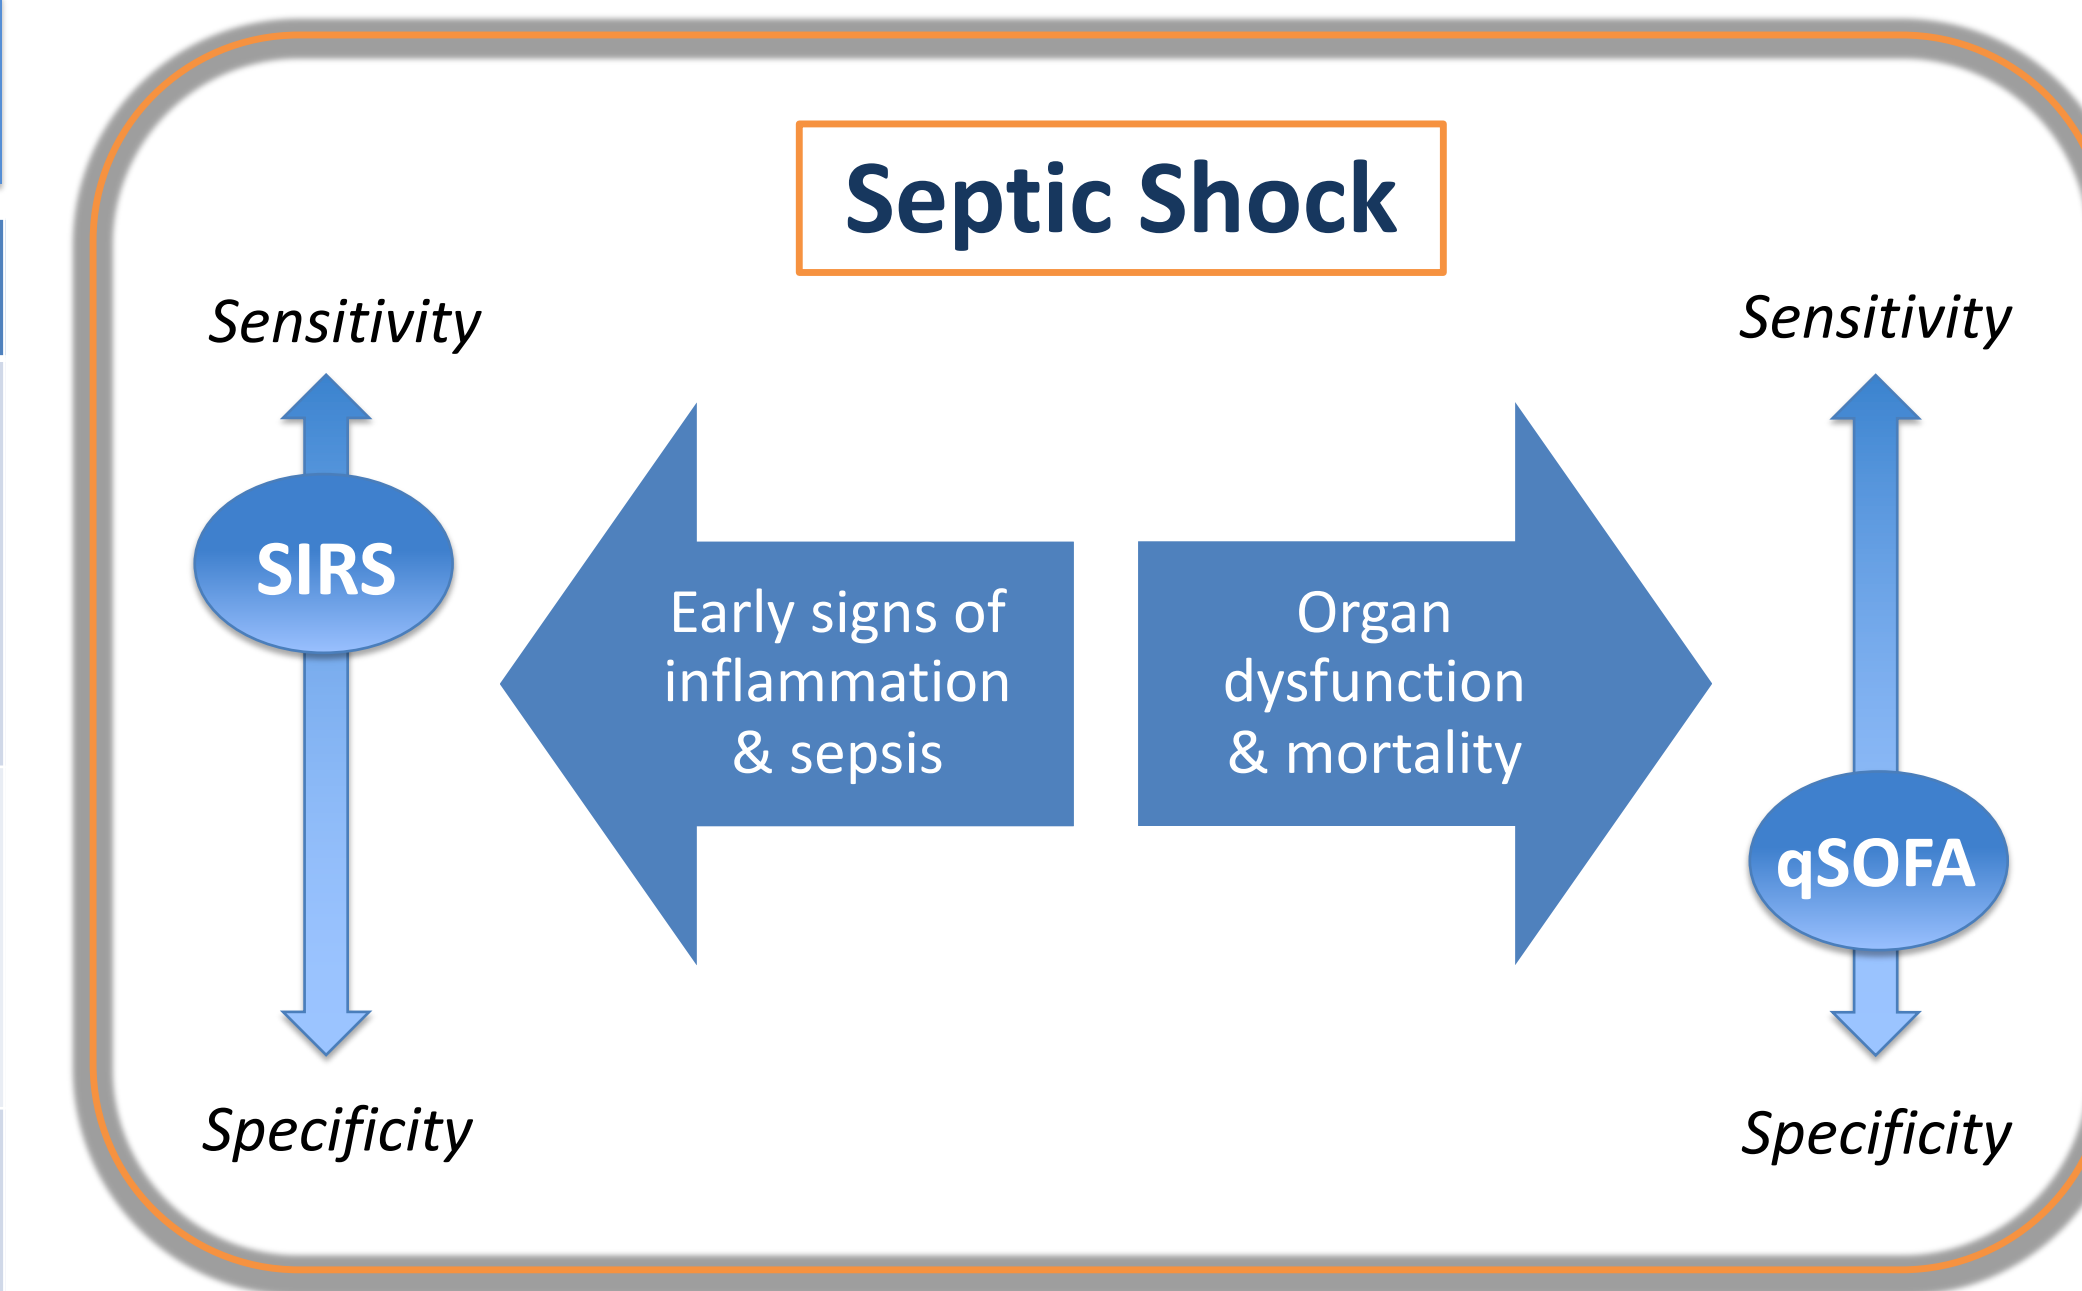 Septic Shock
Sensitivity
Sensitivity
SIRS
Early signs of
inflammation
& sepsis
Organ
dysfunction
& mortality
qSOFA
Specificity
Specificity